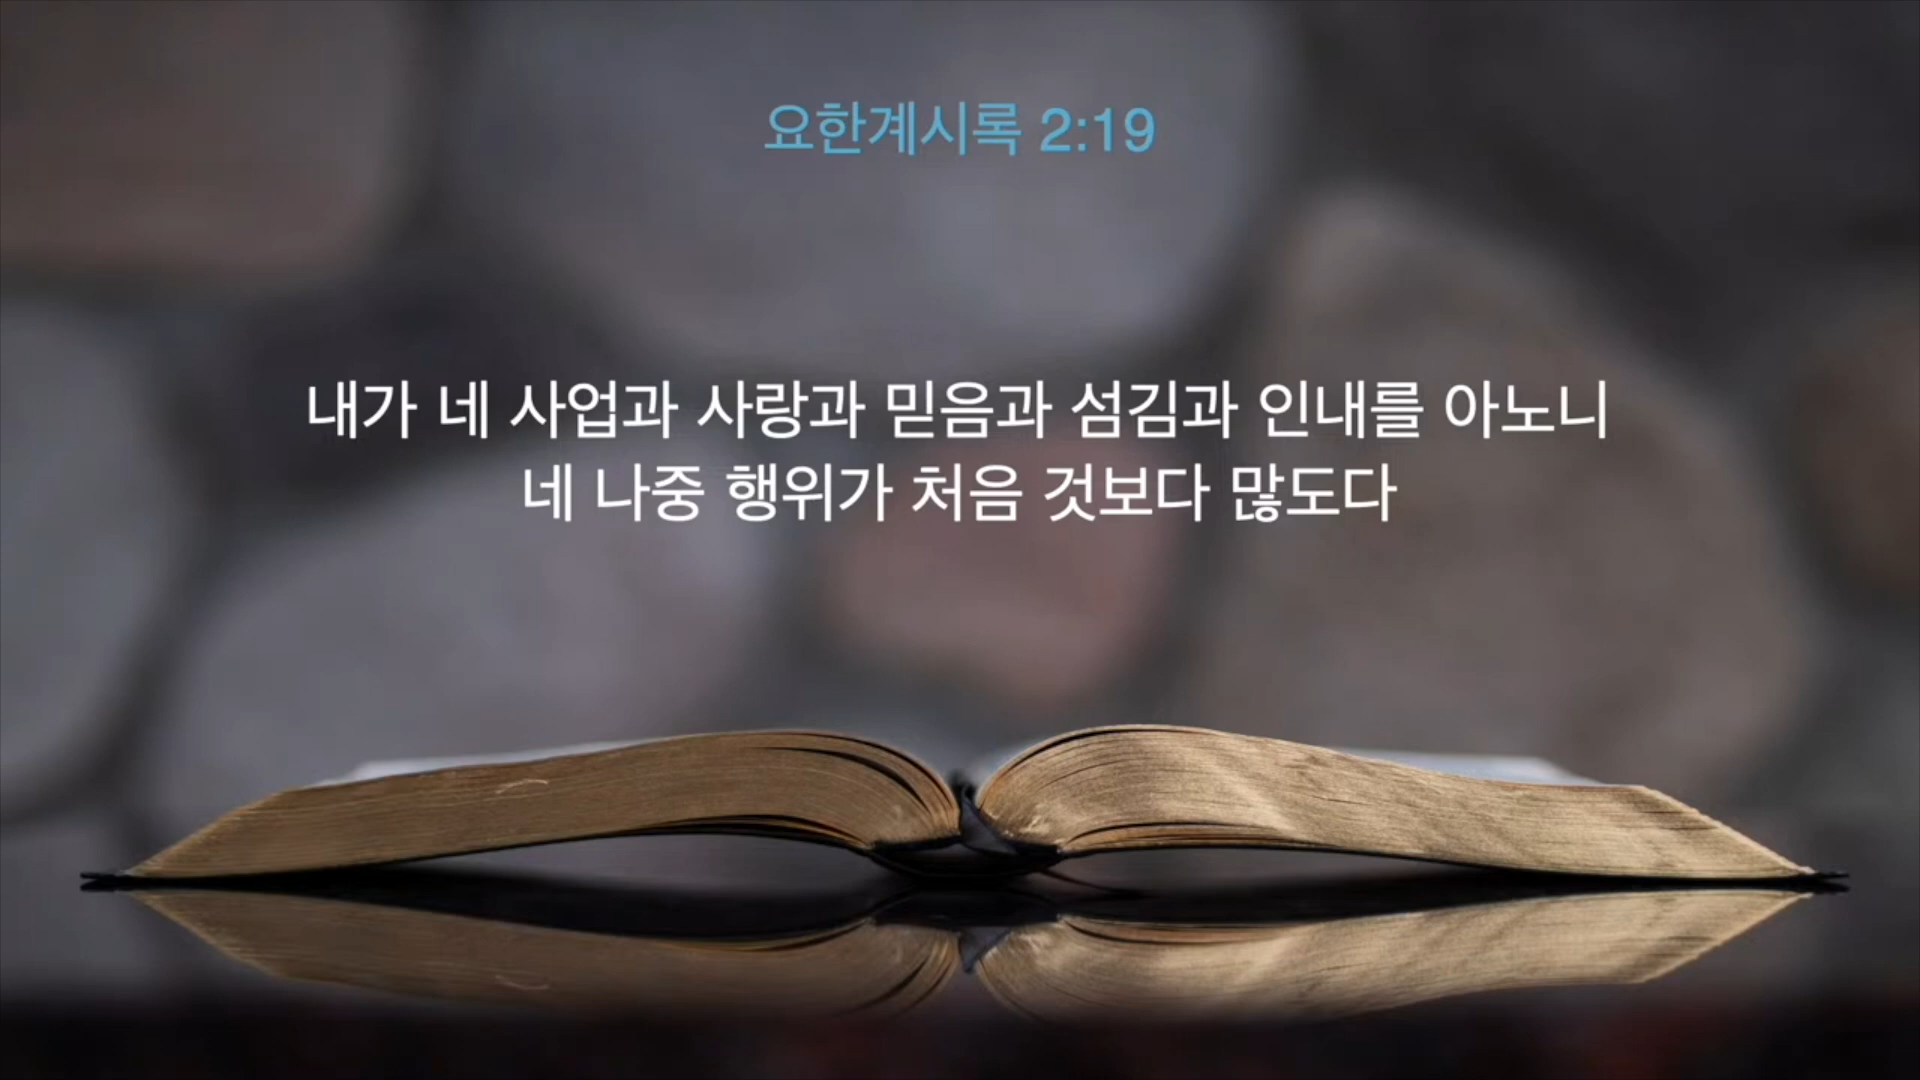 요한계시록 2:19
내가 네 사업과 사랑과 믿음과 섬김과 인내를 아노니
네 나중 행위가 처음 것보다 많도다